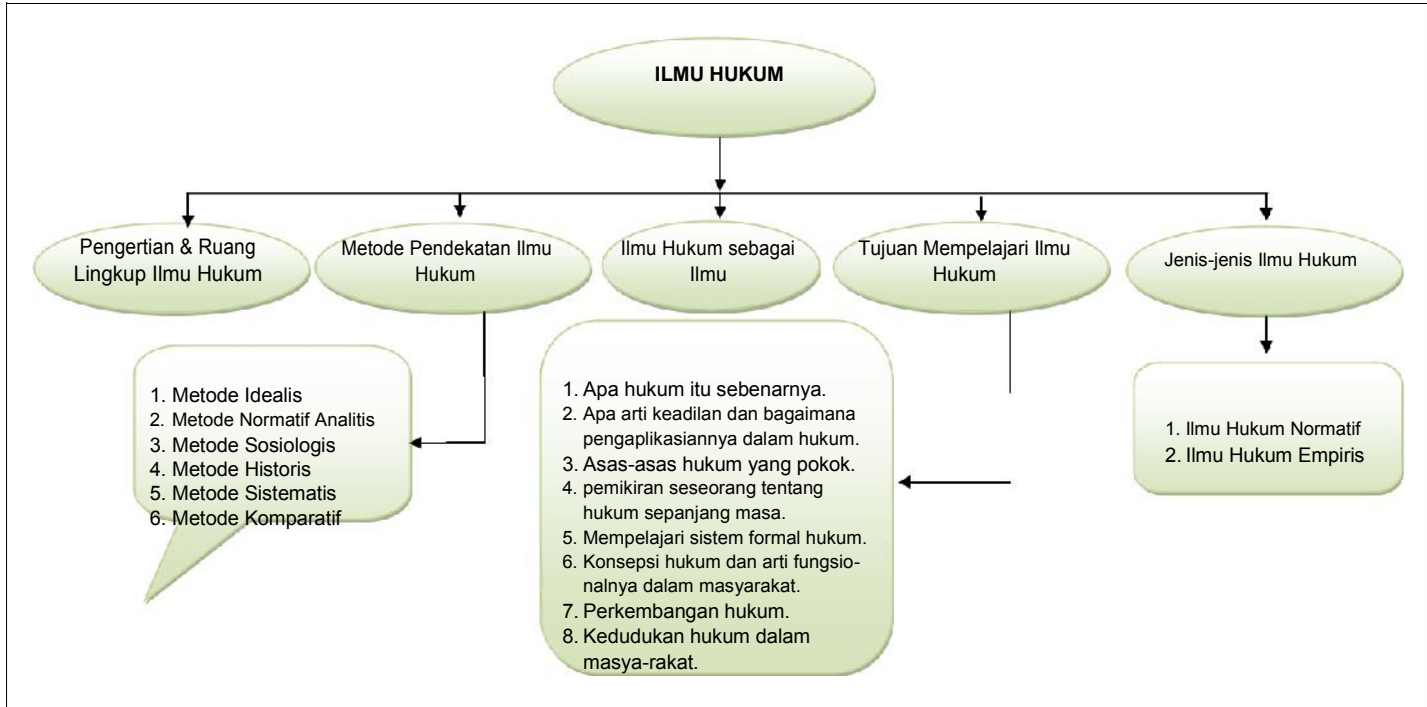 ILMU HUKUM
Pengertian & Ruang
Lingkup Ilmu Hukum
Metode Pendekatan Ilmu
Hukum
Ilmu Hukum sebagai
Ilmu
Tujuan Mempelajari Ilmu
Hukum
Jenis-jenis Ilmu Hukum
1. Metode Idealis
2. Metode Normatif Analitis
3. Metode Sosiologis
4. Metode Historis
5. Metode Sistematis
6. Metode Komparatif
1. Apa hukum itu sebenarnya.
2. Apa arti keadilan dan bagaimana
pengaplikasiannya dalam hukum.
3. Asas-asas hukum yang pokok.
4. pemikiran seseorang tentang
hukum sepanjang masa.
5. Mempelajari sistem formal hukum.
6. Konsepsi hukum dan arti fungsio-
nalnya dalam masyarakat.
7. Perkembangan hukum.
8. Kedudukan hukum dalam
masya-rakat.
1. Ilmu Hukum Normatif
2. Ilmu Hukum Empiris